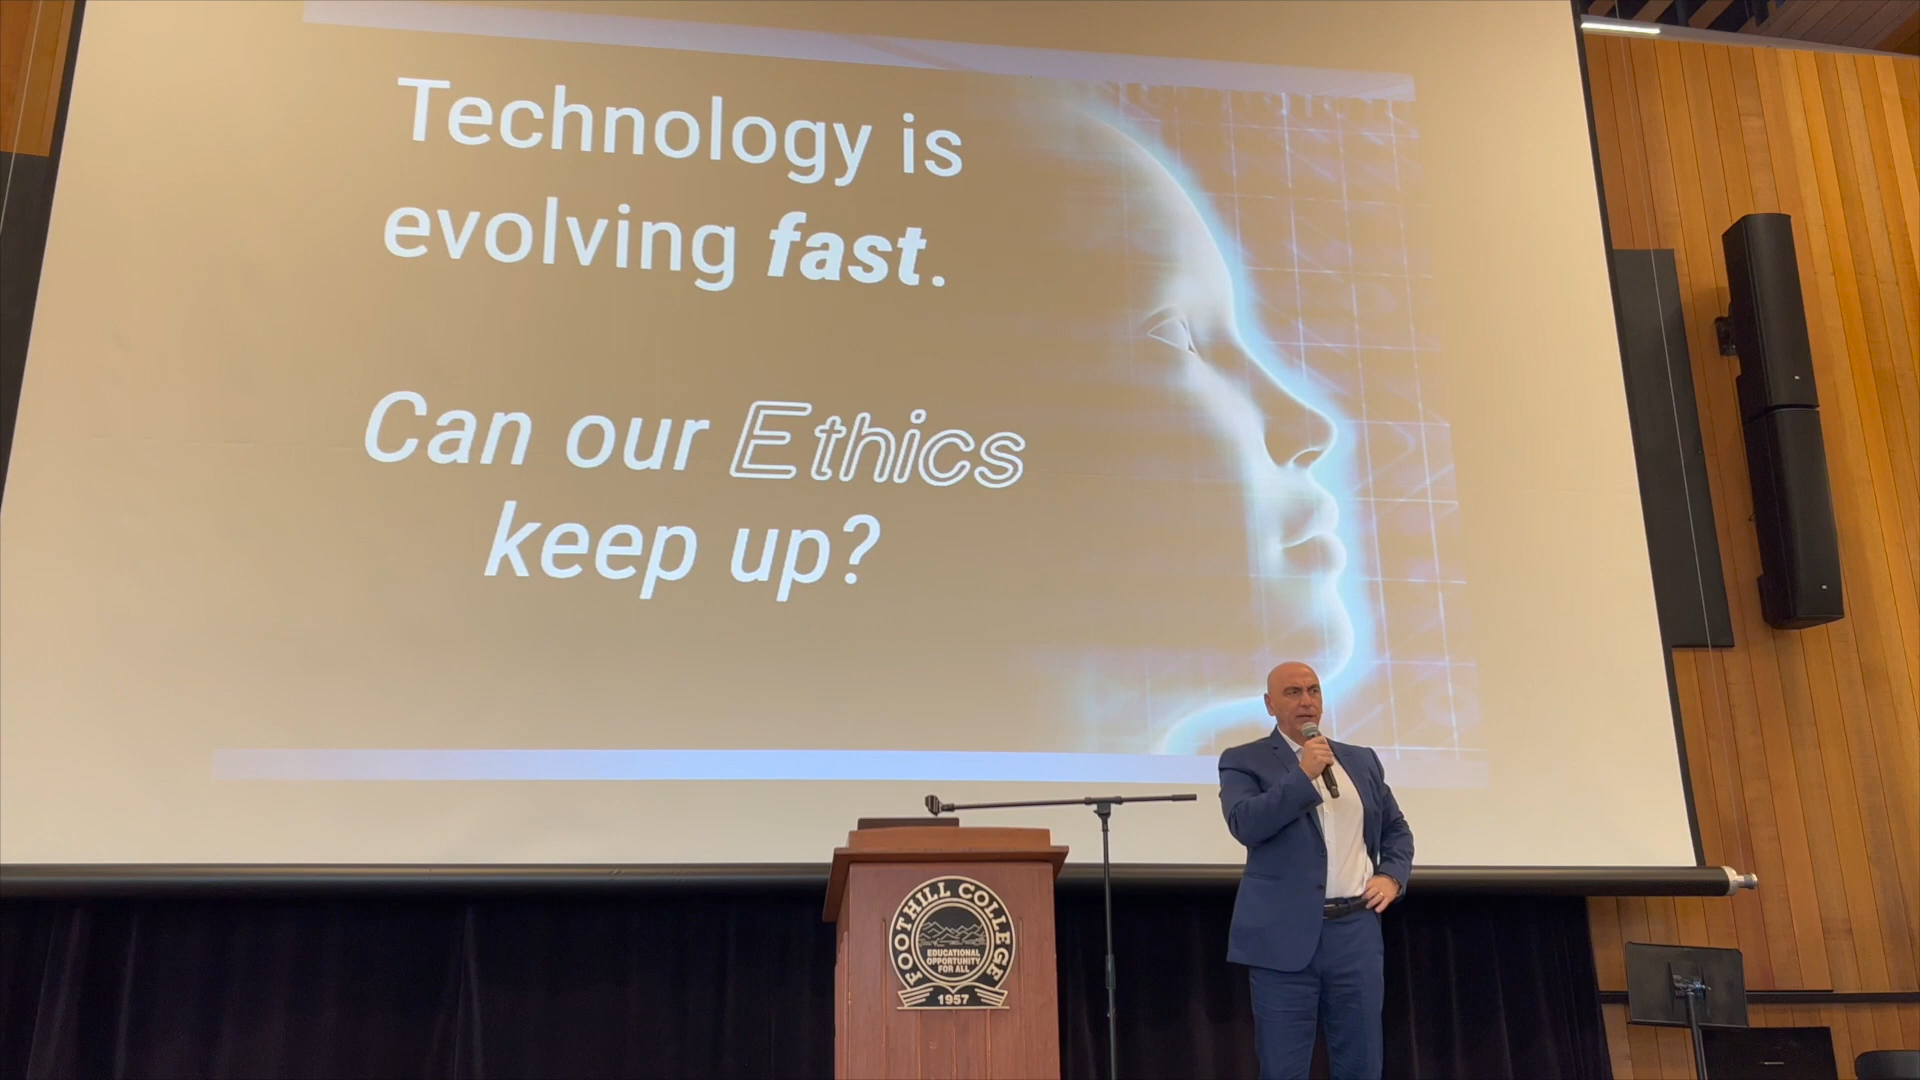 Technology is
evolving fast.
Can our Ethics
keep up?
FOOTHILL COLLEGE
EDUCATIONAL
OPPORTUNITY
FOR ALL
1957